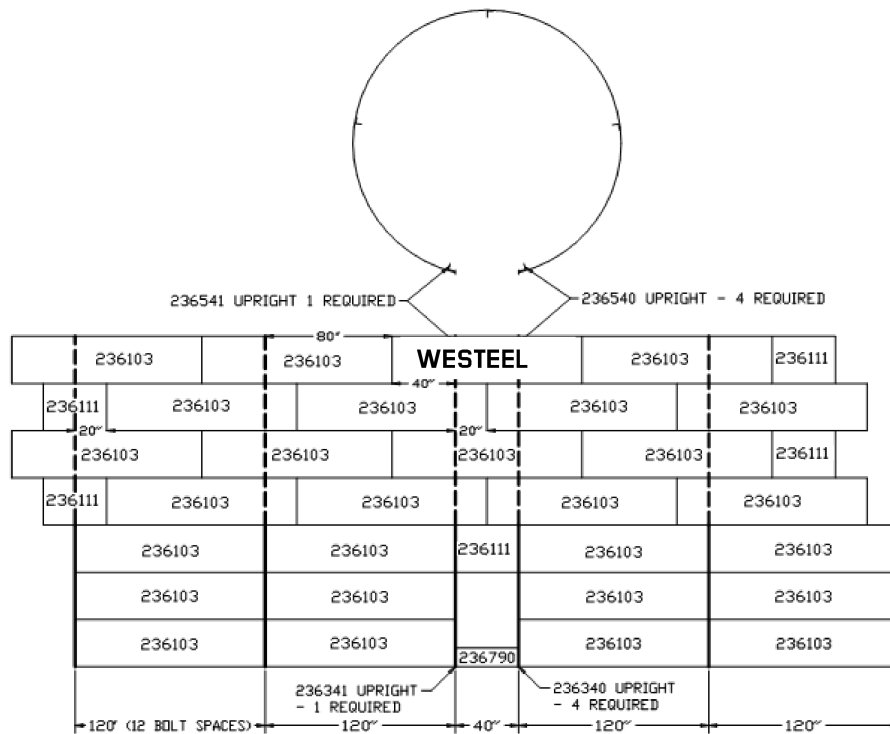 236541 UPRIGHT 1 REQUIRED
236540 UPRIGHT - 4 REQUIRED
80"
236103 236103 WESTEEL 236103 236111
40"
236111 236103 236103 236103 236103
20" 20"
236103 236103 236103 236103 236111
236111 236103 236103 236103 236103
236103 236103 236111 236103 236103
236103 236103 236103 236103
236103 236103 236103 236103
236790
236341 UPRIGHT
- 1 REQUIRED
236340 UPRIGHT
- 4 REQUIRED
120' (12 BOLT SPACES) 120" 40" 120" 120"